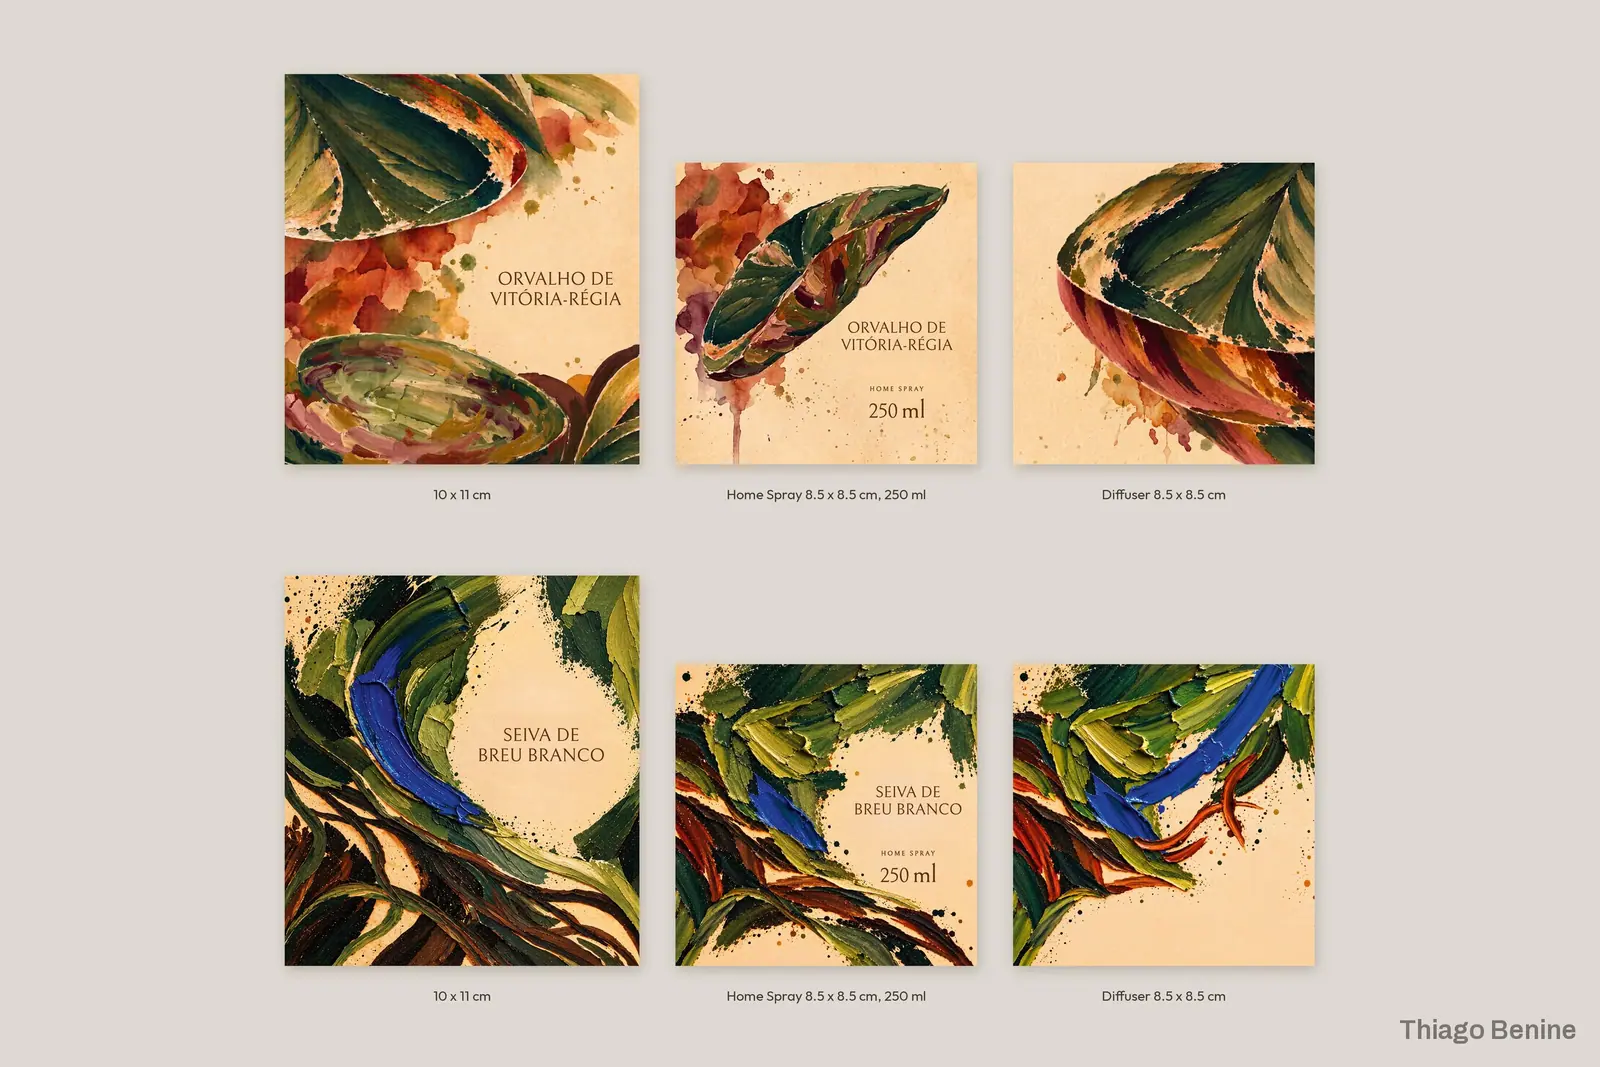 ORVALHO DE
VITÓRIA-RÉGIA
10 x 11 cm
ORVALHO DE
VITÓRIA-RÉGIA
HOME SPRAY
250 ml
Home Spray 8.5 x 8.5 cm, 250 ml
Diffuser 8.5 x 8.5 cm
SEIVA DE
BREU BRANCO
10 x 11 cm
SEIVA DE
BREU BRANCO
HOME SPRAY
250 ml
Home Spray 8.5 x 8.5 cm, 250 ml
Diffuser 8.5 x 8.5 cm
Thiago Benine